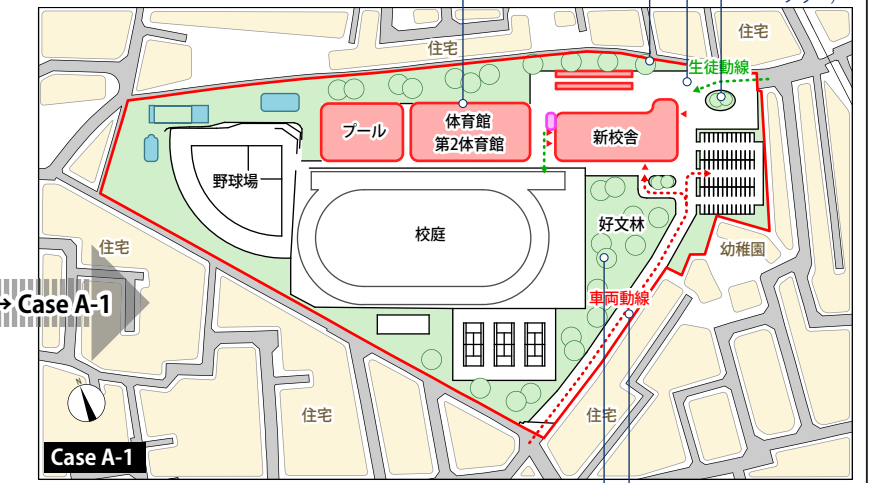 住宅
住宅
生徒動線
プール
体育館
第2体育館
新校舎
野球場
校庭
好文林
住宅
幼稚園
Case A-1
車両動線
住宅
住宅
N
Case A-1